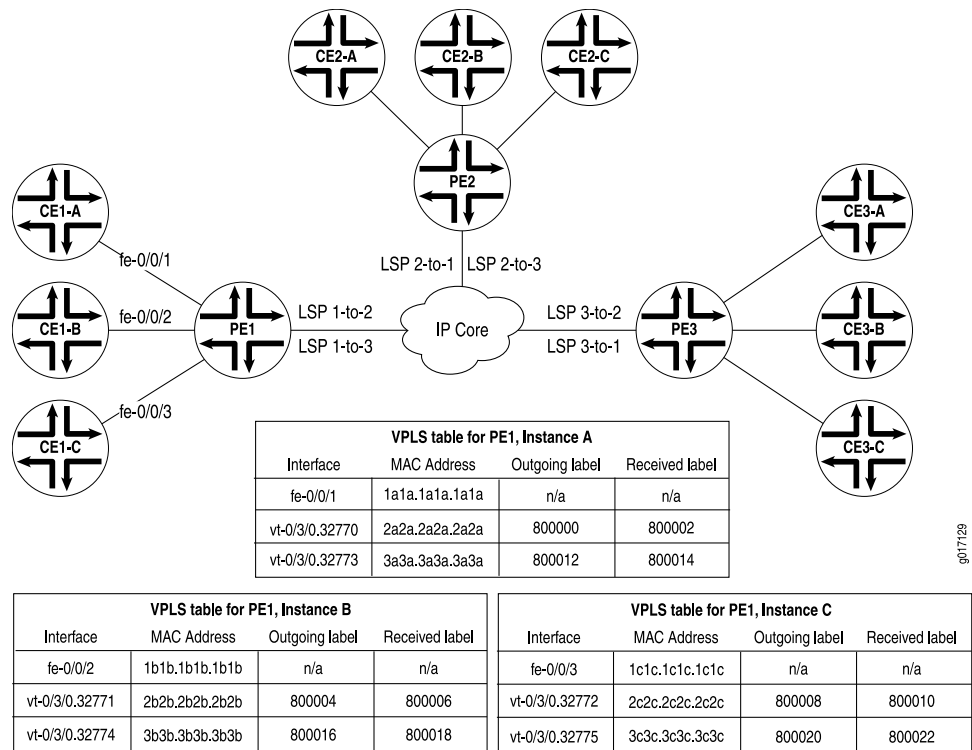 CE2-A
CE2-B
CE2-C
PE2
CE1-A
CE3-A
fe-0/0/1
LSP 2-to-1
LSP 2-to-3
CE1-B
fe-0/0/2
PE1
LSP 1-to-2
LSP 1-to-3
IP Core
LSP 3-to-2
LSP 3-to-1
PE3
CE3-B
fe-0/0/3
CE1-C
CE3-C
VPLS table for PE1, Instance A
Interface MAC Address Outgoing label Received label
fe-0/0/1 1a1a.1a1a.1a1a n/a n/a
vt-0/3/0.32770 2a2a.2a2a.2a2a 800000 800002
vt-0/3/0.32773 3a3a.3a3a.3a3a 800012 800014
g017129
VPLS table for PE1, Instance B
Interface MAC Address Outgoing label Received label
fe-0/0/2 1b1b.1b1b.1b1b n/a n/a
vt-0/3/0.32771 2b2b.2b2b.2b2b 800004 800006
vt-0/3/0.32774 3b3b.3b3b.3b3b 800016 800018
VPLS table for PE1, Instance C
Interface MAC Address Outgoing label Received label
fe-0/0/3 1c1c.1c1c.1c1c n/a n/a
vt-0/3/0.32772 2c2c.2c2c.2c2c 800008 800010
vt-0/3/0.32775 3c3c.3c3c.3c3c 800020 800022